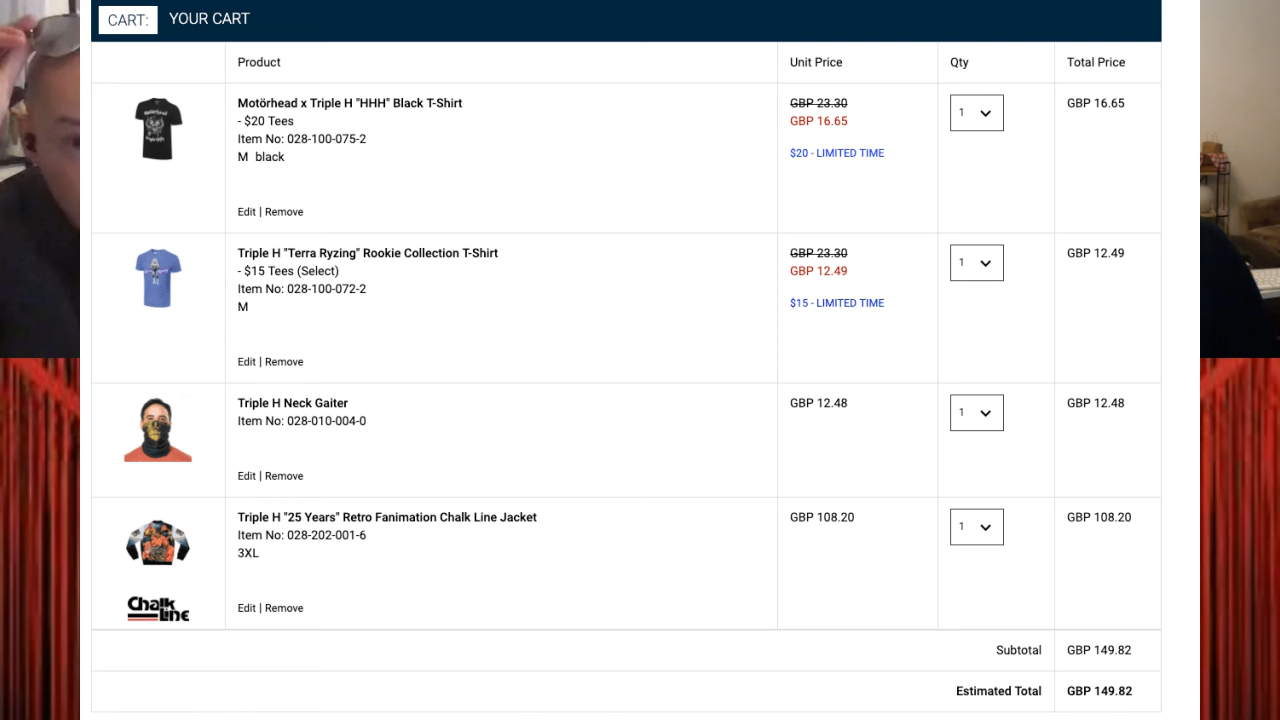 CART: YOUR CART
Product Unit Price Qty Total Price
Motörhead x Triple H "HHH" Black T-Shirt
- $20 Tees
Item No: 028-100-075-2
M black
Edit | Remove
GBP 23.30
GBP 16.65
$20 - LIMITED TIME
1
GBP 16.65
Triple H "Terra Ryzing" Rookie Collection T-Shirt
- $15 Tees (Select)
Item No: 028-100-072-2
M
Edit | Remove
GBP 23.30
GBP 12.49
$15 - LIMITED TIME
1
GBP 12.49
Triple H Neck Gaiter
Item No: 028-010-004-0
Edit | Remove
GBP 12.48
1
GBP 12.48
Chalk
Line
Triple H "25 Years" Retro Fanimation Chalk Line Jacket
Item No: 028-202-001-6
3XL
Edit | Remove
GBP 108.20
1
GBP 108.20
Subtotal GBP 149.82
Estimated Total GBP 149.82